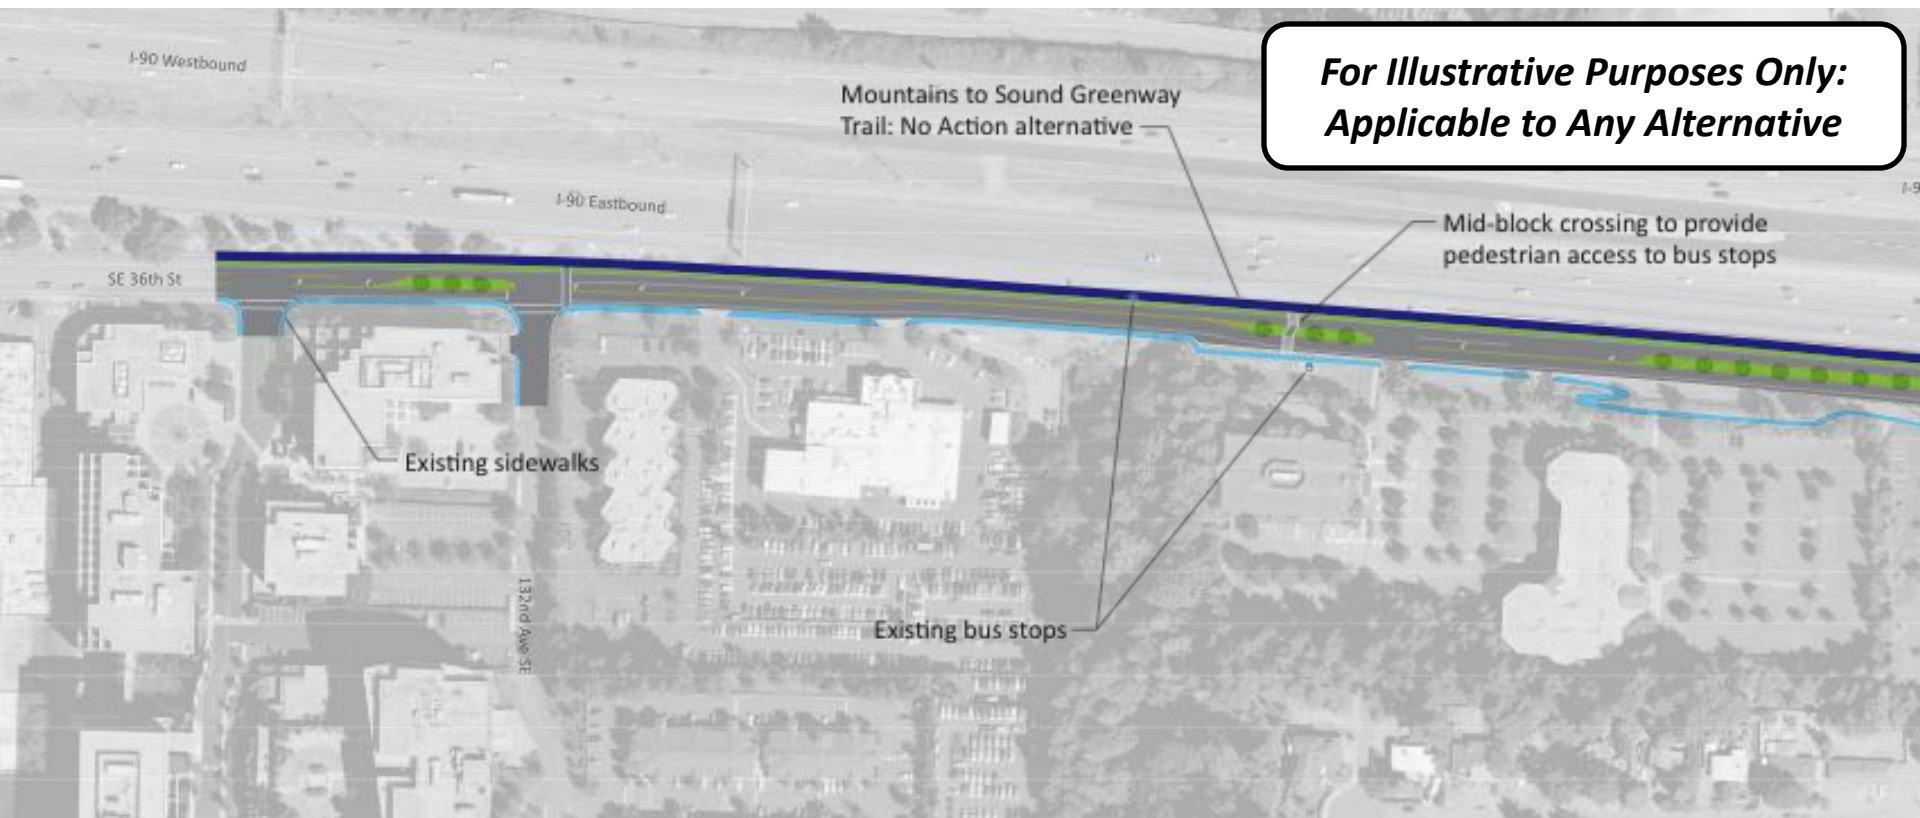 For Illustrative Purposes Only:
Applicable to Any Alternative
I-90 Westbound
Mountains to Sound Greenway
Trail: No Action alternative
I-9
I-90 Eastbound
Mid-block crossing to provide
pedestrian access to bus stops
SE 36th St
Existing sidewalks
132nd Ave SE
Existing bus stops